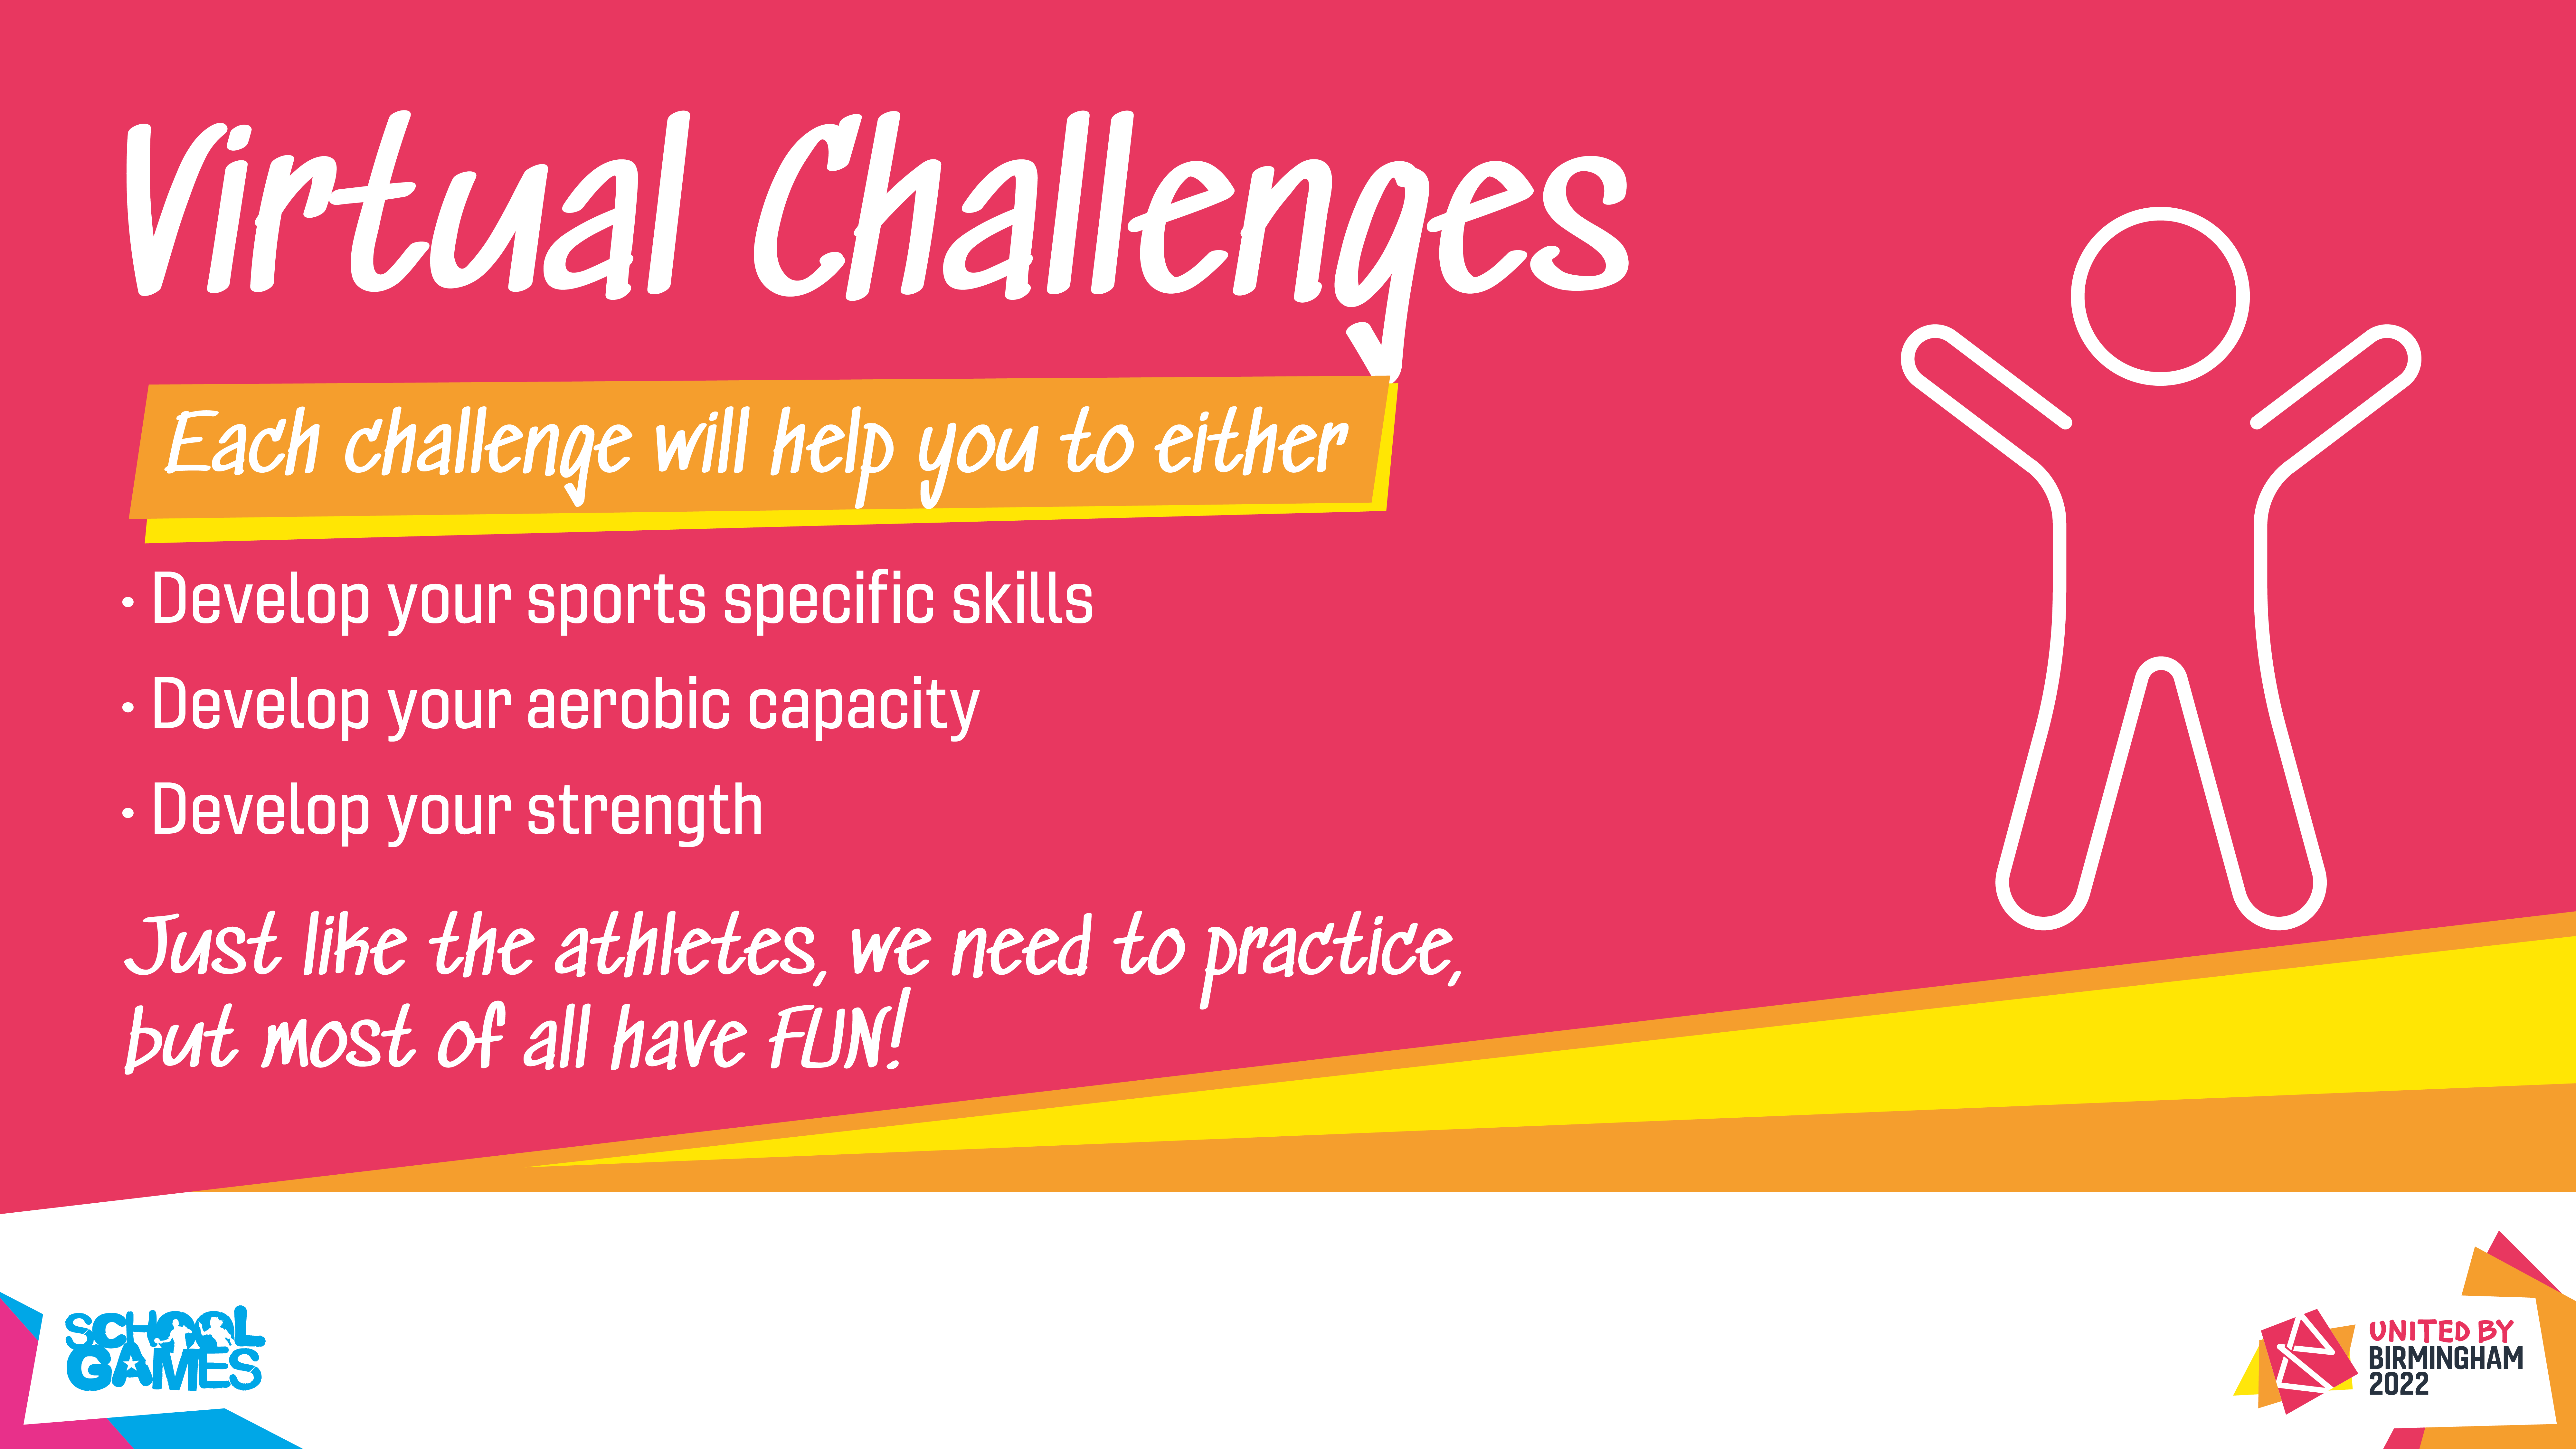 Virtual Challenges
Each challenge will help you to either
• Develop your sports specific skills
• Develop your aerobic capacity
• Develop your strength
Just like the athletes, we need to practice,
but most of all have FUN!
SCHOOL
GAMES
UNITED BY
BIRMINGHAM
2022